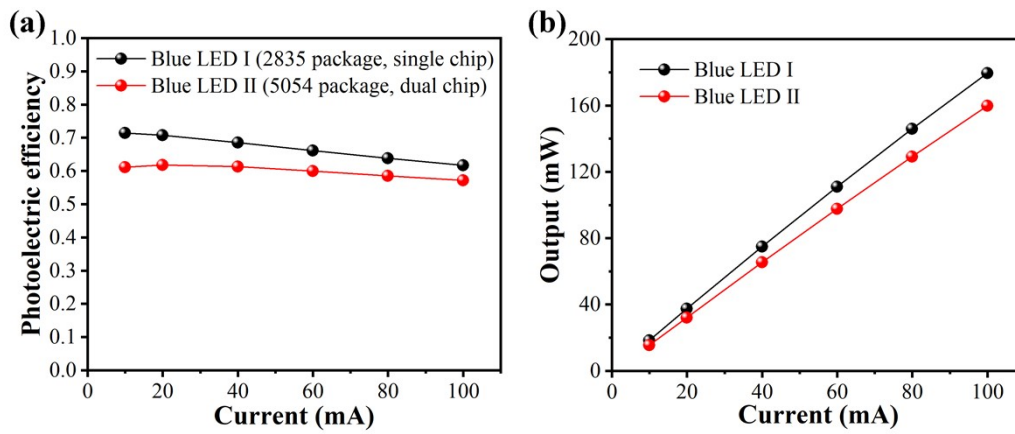 (a)
1.0
0.9
0.8
0.7
0.6
0.5
0.4
0.3
0.2
0.1
0.0
Photoelectric efficiency
Blue LED I (2835 package, single chip)
Blue LED II (5054 package, dual chip)
0 20 40 60 80 100
Current (mA)
(b)
200
160
120
80
40
0
Output (mW)
Blue LED I
Blue LED II
0 20 40 60 80 100
Current (mA)